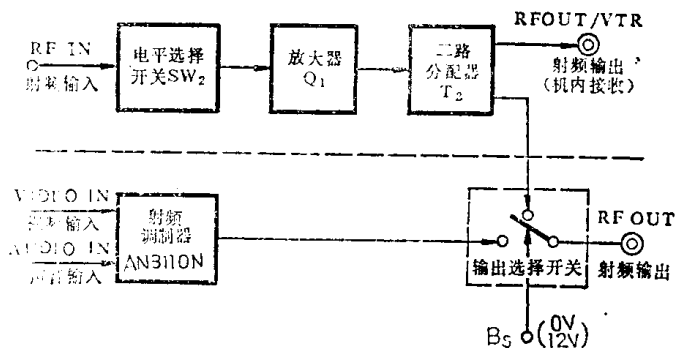 RF IN
射频输入
电平选择
开关SW₂
放大器
Q₁
二路
分配器
T₂
RFOUT/VTR
射频输出
(机内接收)
VIDEO IN
视频输入
AUDIO IN
声音输入
射频
调制器
AN3110N
输出选择开关
RF OUT
射频输出
B₅ (0V
12V)